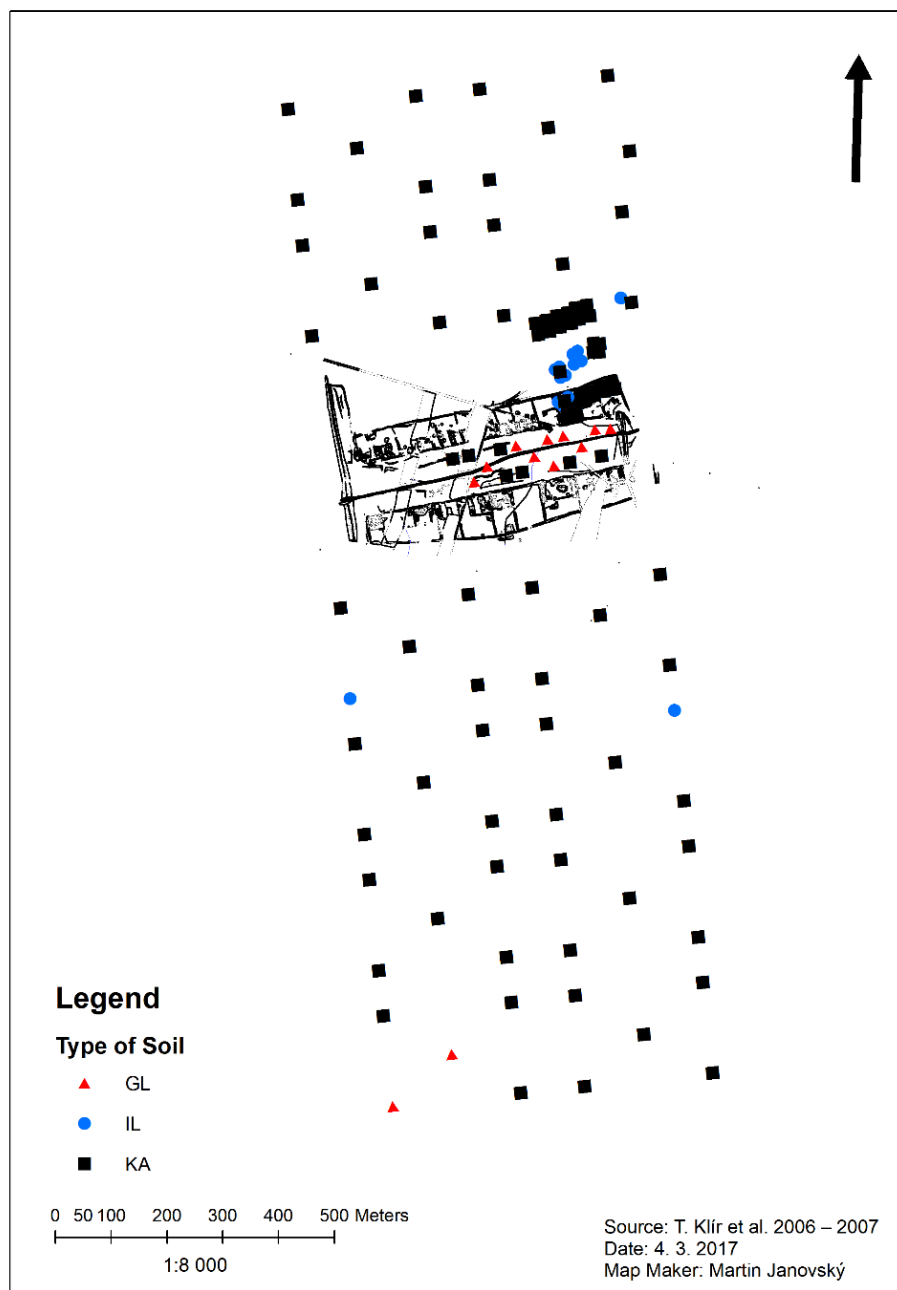 Legend
Type of Soil
GL
IL
KA
0 50 100 200 300 400 500 Meters
1:8 000
Source: T. Klír et al. 2006 – 2007
Date: 4. 3. 2017
Map Maker: Martin Janovský